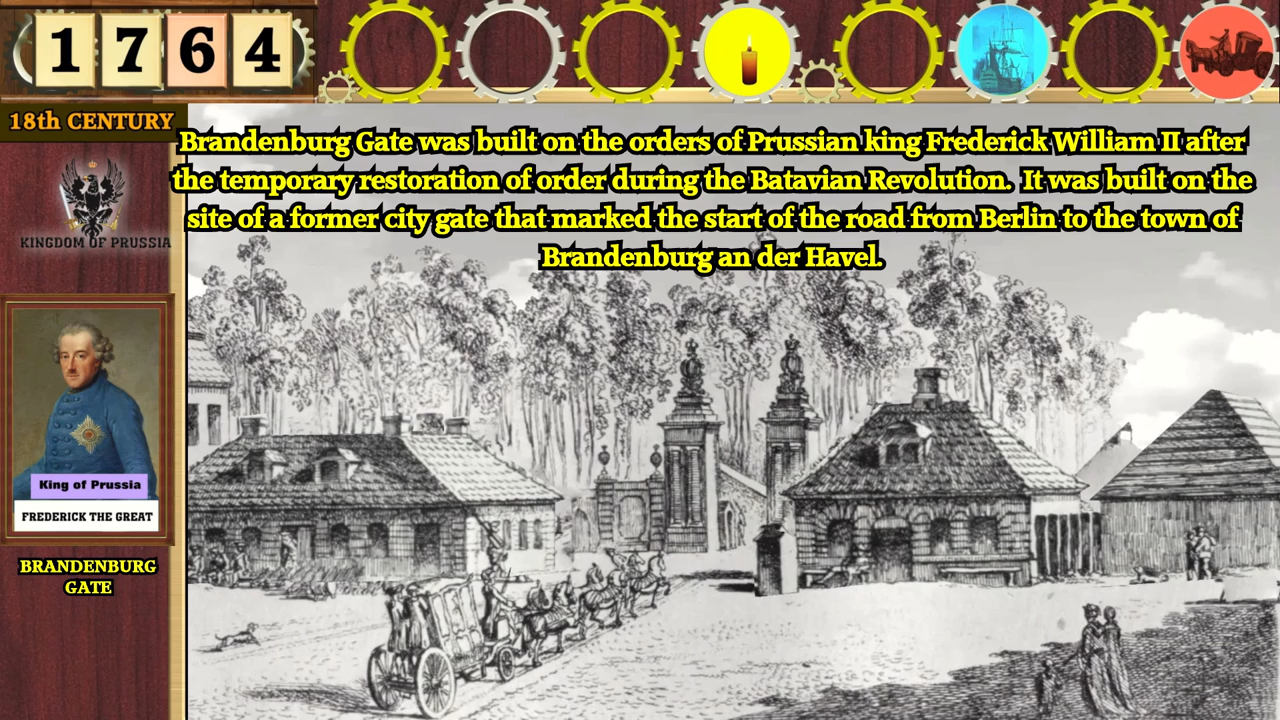 1764
18th CENTURY
Brandenburg Gate was built on the orders of Prussian king Frederick William II after
the temporary restoration of order during the Batavian Revolution. It was built on the
site of a former city gate that marked the start of the road from Berlin to the town of
Brandenburg an der Havel.
KINGDOM OF PRUSSIA
King of Prussia
FREDERICK THE GREAT
BRANDENBURG
GATE